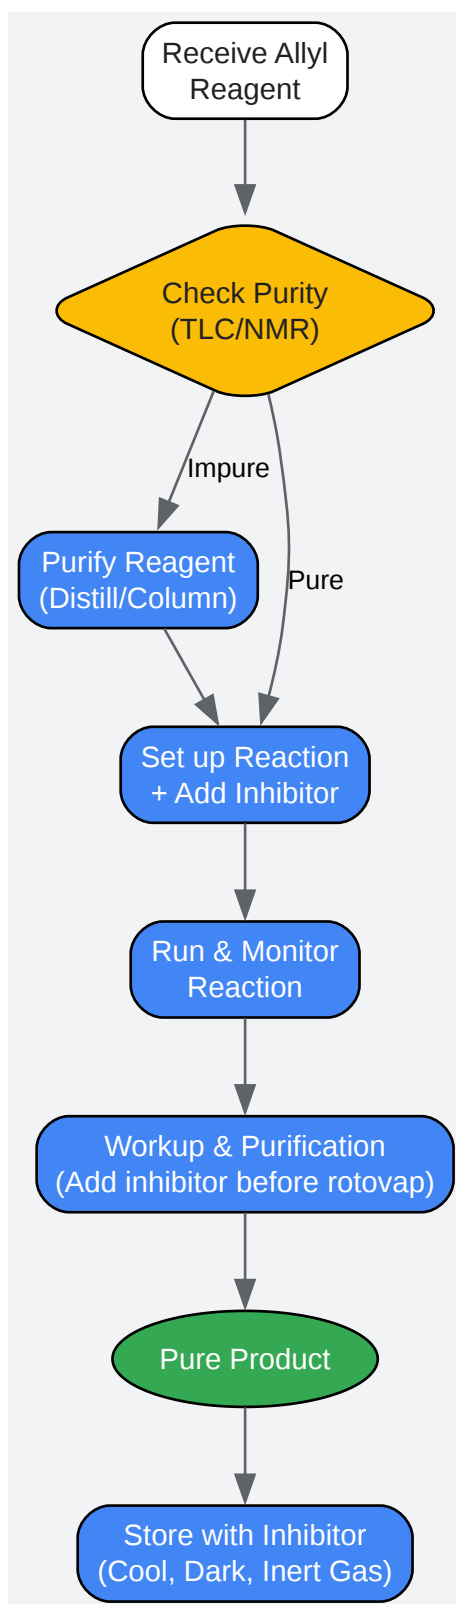 Receive Allyl
Reagent
Check Purity
(TLC/NMR)
Impure
Purify Reagent
(Distill/Column)
Pure
Set up Reaction
+ Add Inhibitor
Run & Monitor
Reaction
Workup & Purification
(Add inhibitor before rotovap)
Pure Product
Store with Inhibitor
(Cool, Dark, Inert Gas)